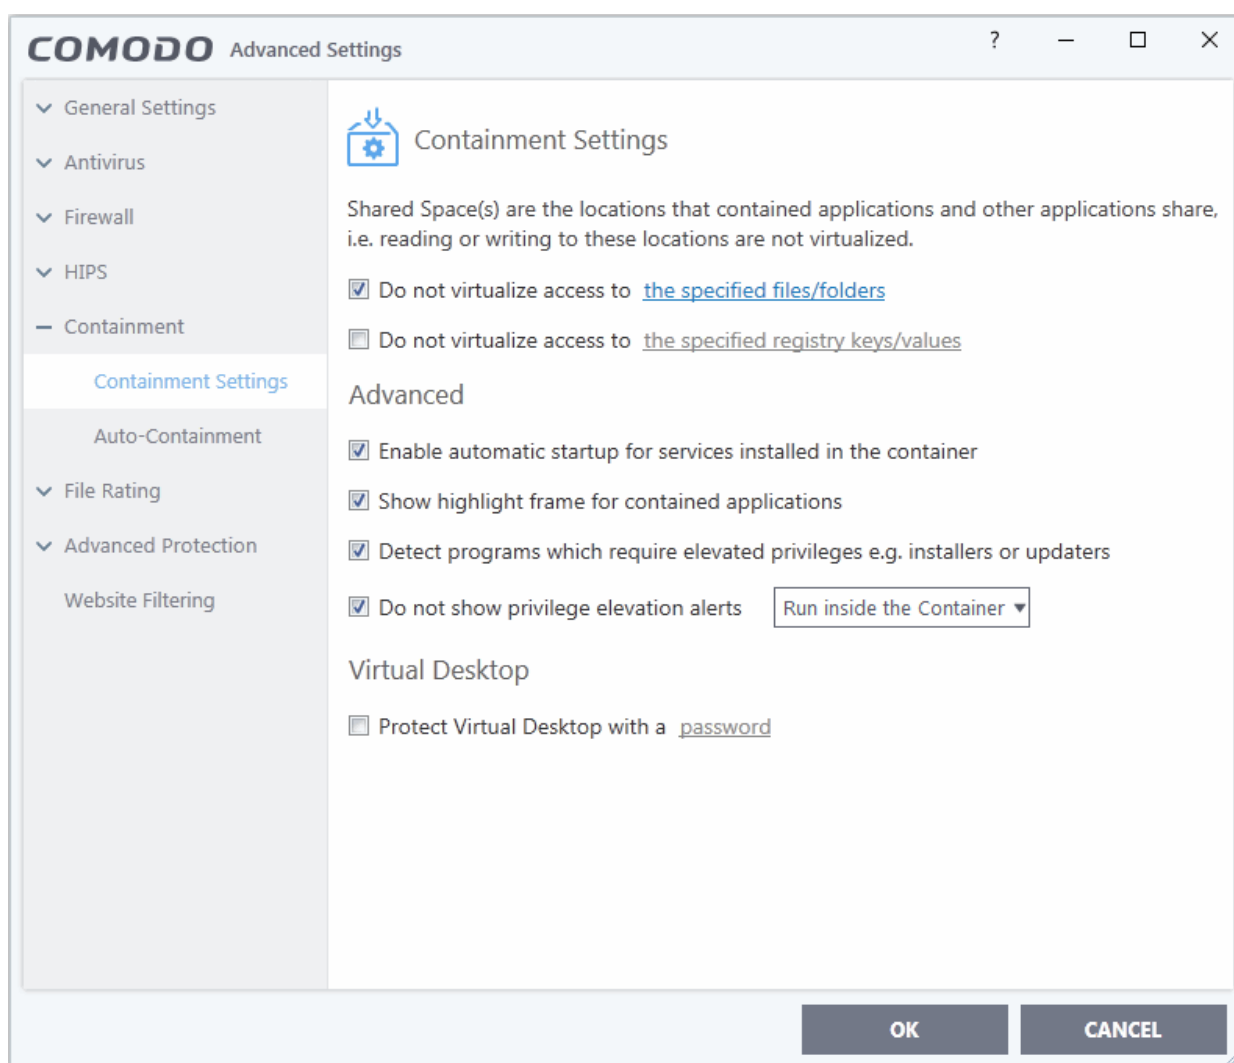 COMODO Advanced Settings ?
General Settings
Antivirus
Firewall
HIPS
Containment
Containment Settings
Auto-Containment
File Rating
Advanced Protection
Website Filtering
Containment Settings
Shared Space(s) are the locations that contained applications and other applications share,
i.e. reading or writing to these locations are not virtualized.
Do not virtualize access to the specified files/folders
Do not virtualize access to the specified registry keys/values
Advanced
Enable automatic startup for services installed in the container
Show highlight frame for contained applications
Detect programs which require elevated privileges e.g. installers or updaters
Do not show privilege elevation alerts Run inside the Container
Virtual Desktop
Protect Virtual Desktop with a password
OK CANCEL